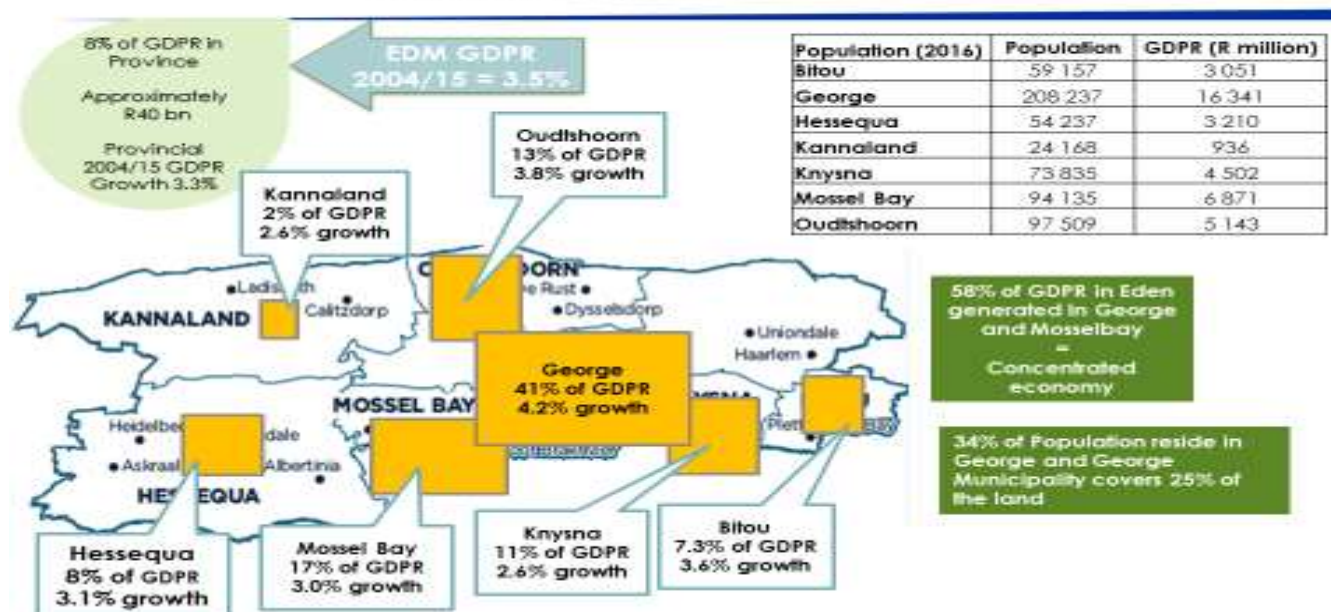 8% of GDPR in
Province
Approximately
R40 bn
Provincial
2004/15 GDPR
Growth 3.3%
EDM GDPR
2004/15 = 3.5%
Population (2016) Population GDPR (R million)
Bitou 59 157 3 051
George 208 237 16 341
Hessequa 54 237 3 210
Kannaland 24 168 936
Knysna 73 835 4 502
Mossel Bay 94 135 6 871
Oudtshoorn 97 509 5 143
Oudtshoorn
13% of GDPR
3.8% growth
Kannaland
2% of GDPR
2.6% growth
KANNALAND
Calitzdorp
Dysselsdorp
Uniondale
Haarlem
George
41% of GDPR
4.2% growth
MOSSEL BAY
Albertinia
58% of GDPR in Eden
generated in George
and Mosselbay
=
Concentrated
economy
34% of Population reside in
George and George
Municipality covers 25% of
the land
Hessequa
8% of GDPR
3.1% growth
Mossel Bay
17% of GDPR
3.0% growth
Knysna
11% of GDPR
2.6% growth
Bitou
7.3% of GDPR
3.6% growth